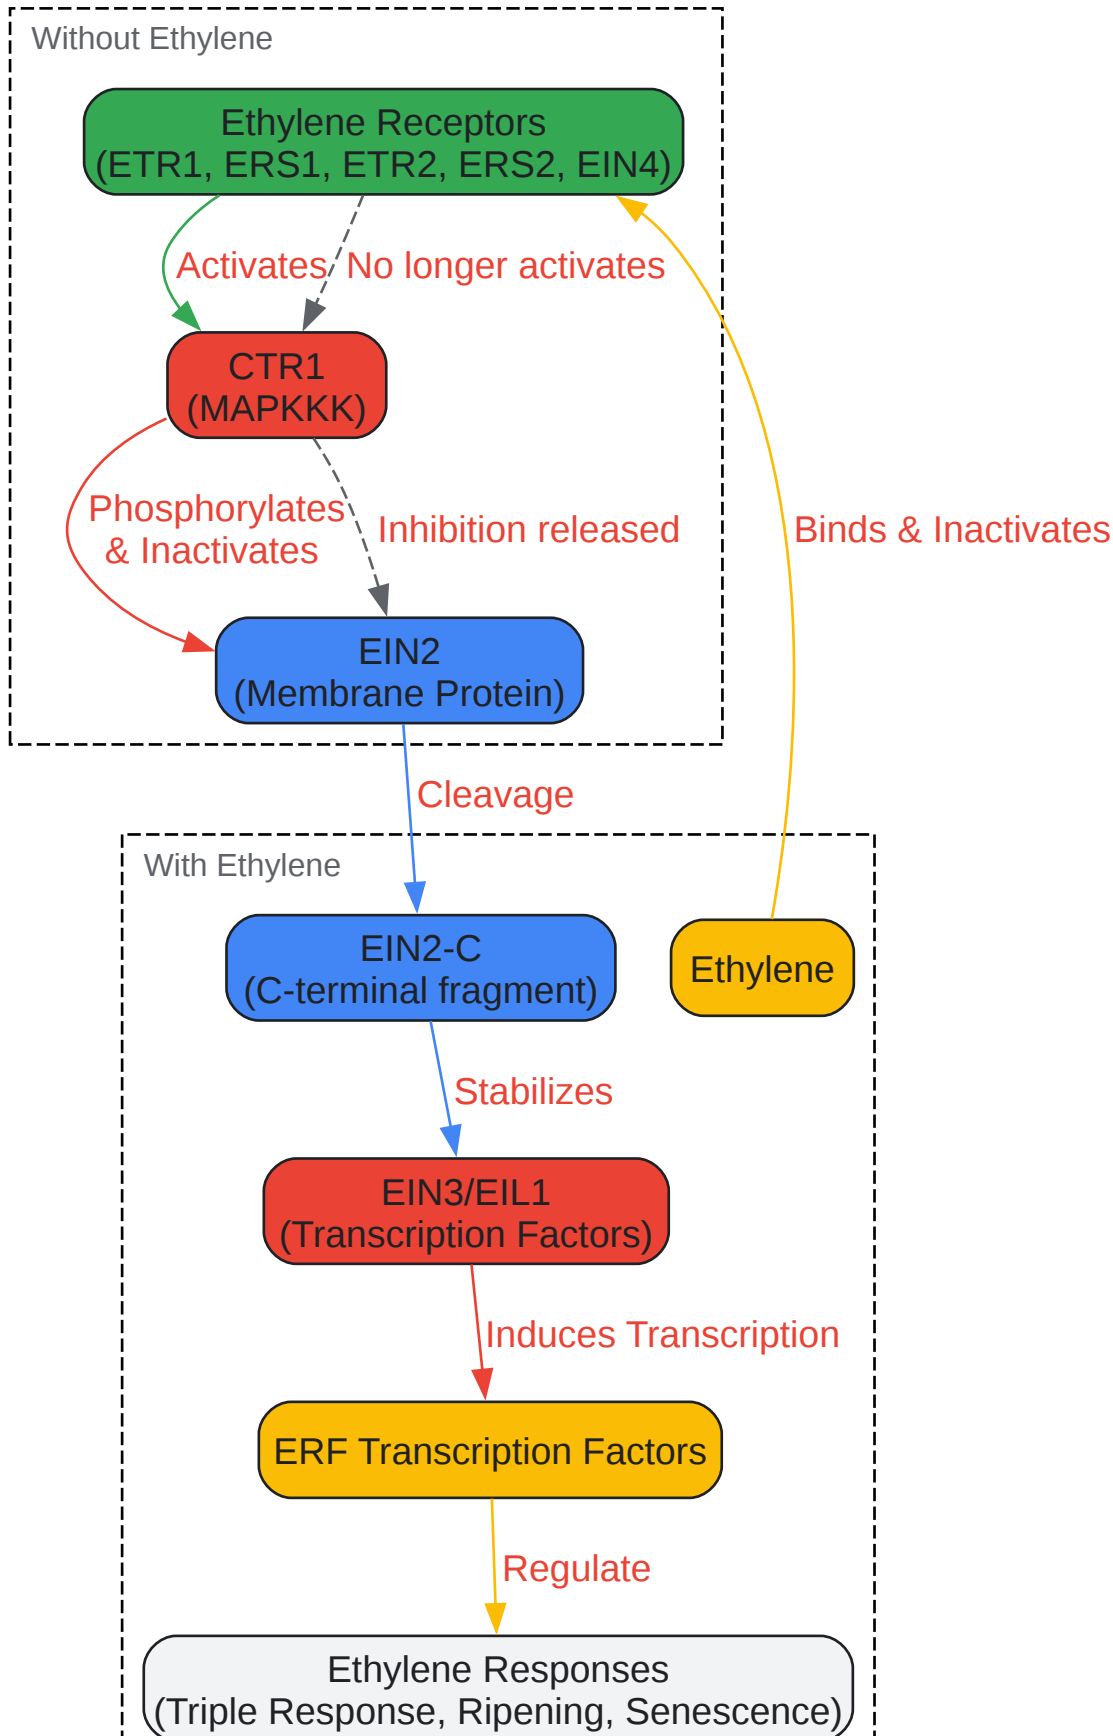 Without Ethylene
Ethylene Receptors
(ETR1, ERS1, ETR2, ERS2, EIN4)
Activates
No longer activates
CTR1
(MAPKKK)
Phosphorylates
& Inactivates
Inhibition released
Binds & Inactivates
EIN2
(Membrane Protein)
Cleavage
With Ethylene
EIN2-C
(C-terminal fragment)
Ethylene
Stabilizes
EIN3/EIL1
(Transcription Factors)
Induces Transcription
ERF Transcription Factors
Regulate
Ethylene Responses
(Triple Response, Ripening, Senescence)